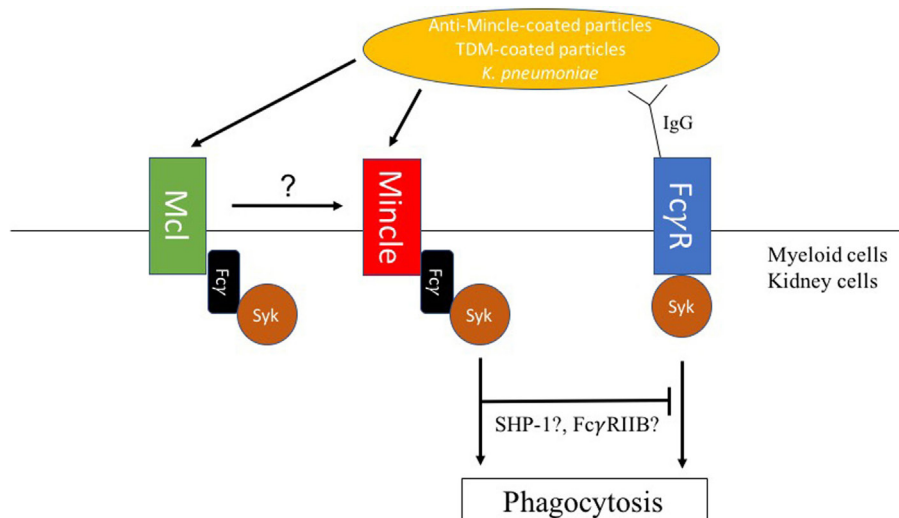 Anti-Mincle-coated particles
TDM-coated particles
K. pneumoniae
IgG
Mcl
?
Mincle
FcγR
Myeloid cells
Kidney cells
Fcγ
Syk
Fcγ
Syk
Syk
SHP-1?, FcγRIIB?
Phagocytosis